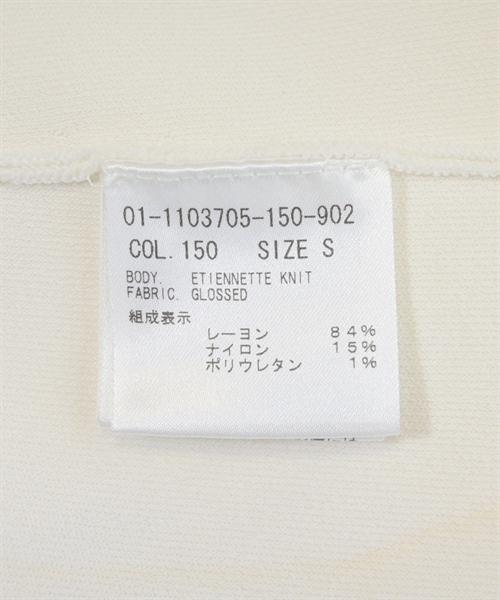 01-1103705-150-902
COL.150 SIZE S
BODY. ETIENNETTE KNIT
FABRIC. GLOSSED
組成表示
レーヨン 84%
ナイロン 15%
ポリウレタン 1%